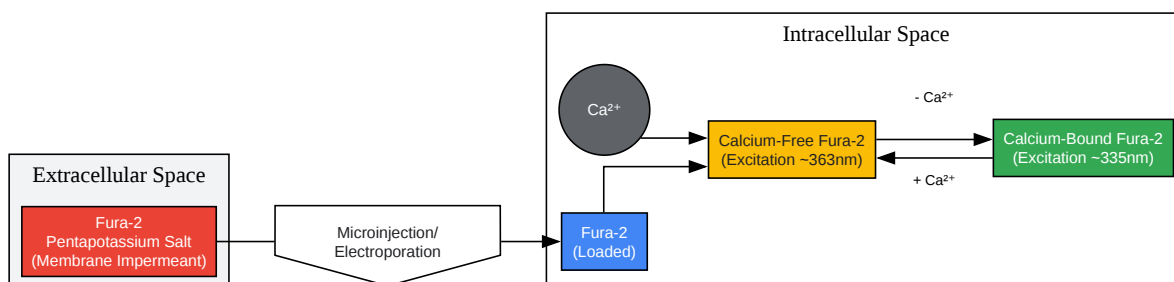 Intracellular Space
Ca²⁺
- Ca²⁺
Calcium-Free Fura-2
(Excitation ~363nm)
Calcium-Bound Fura-2
(Excitation ~335nm)
+ Ca²⁺
Extracellular Space
Fura-2
Pentapotassium Salt
(Membrane Impermeant)
Microinjection/
Electroporation
Fura-2
(Loaded)